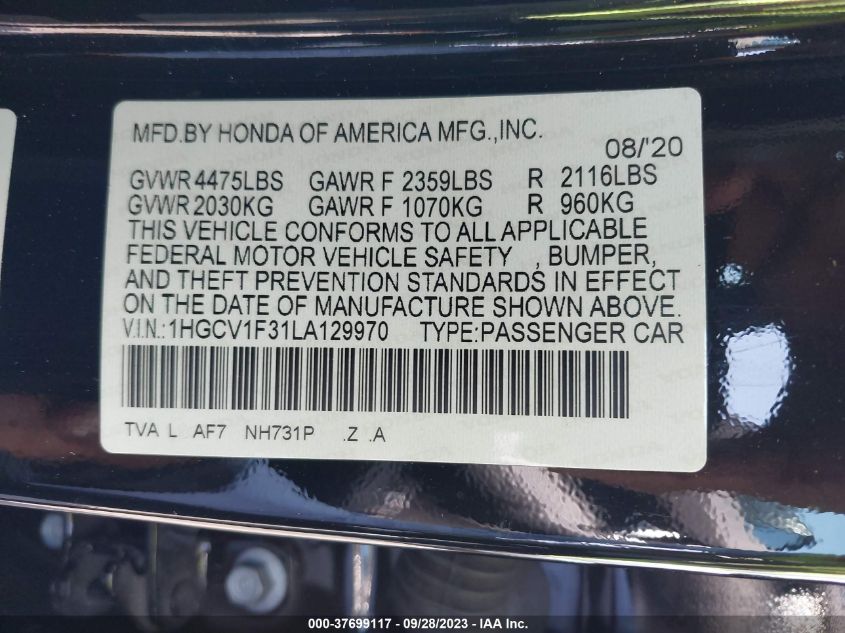 MFD.BY HONDA OF AMERICA MFG.,INC.
08/'20
GVWR 4475LBS GAWR F 2359LBS R 2116LBS
GVWR 2030KG GAWR F 1070KG R 960KG
THIS VEHICLE CONFORMS TO ALL APPLICABLE
FEDERAL MOTOR VEHICLE SAFETY , BUMPER,
AND THEFT PREVENTION STANDARDS IN EFFECT
ON THE DATE OF MANUFACTURE SHOWN ABOVE.
V.I.N.:1HGCV1F31LA129970 TYPE:PASSENGER CAR
TVA L AF7 NH731P .Z .A
000-37699117 - 09/28/2023 - IAA Inc.